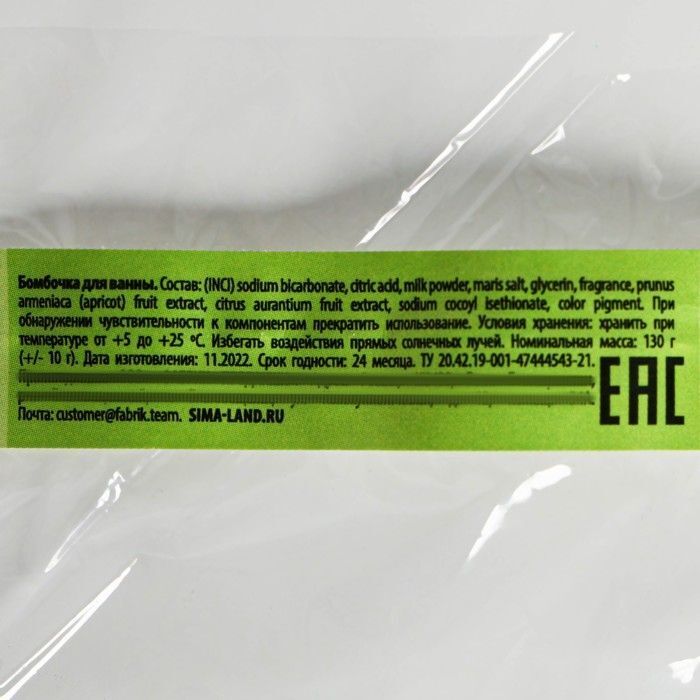 Бомбочка для ванны. Состав: (INCI) sodium bicarbonate, citric acid, milk powder, maris salt, glycerin, fragrance, prunus
armeniaca (apricot) fruit extract, citrus aurantium fruit extract, sodium cocoyl isethionate, color pigment. При
обнаружении чувствительности к компонентам прекратить использование. Условия хранения: хранить при
температуре от +5 до +25 °С. Избегать воздействия прямых солнечных лучей. Номинальная масса: 130 г
(+/- 10 г). Дата изготовления: 11.2022. Срок годности: 24 месяца. ТУ 20.42.19-001-47444543-21.
Почта: customer@fabrik.team. SIMA-LAND.RU
EAC